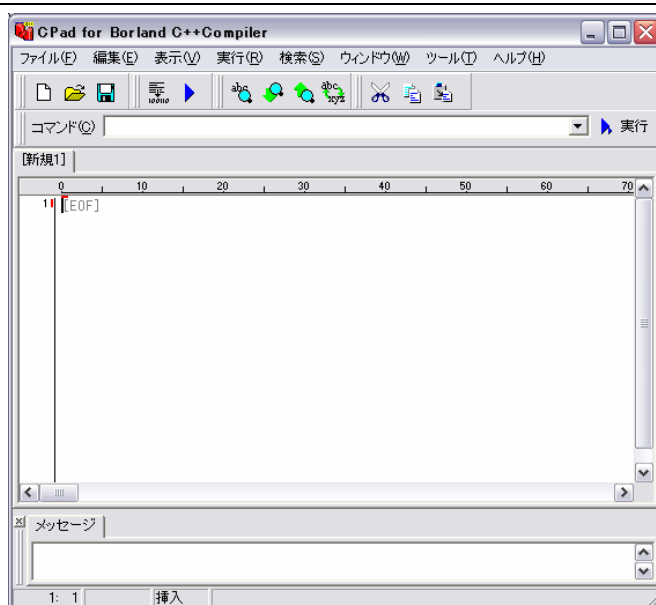 CPad for Borland C++Compiler
ファイル(F) 編集(E) 表示(V) 実行(R) 検索(S) ウィンドウ(W) ツール(T) ヘルプ(H)
コマンド(C) 実行
[新規1]
0 10 20 30 40 50 60 70
1 [EOF]
メッセージ
1: 1 挿入